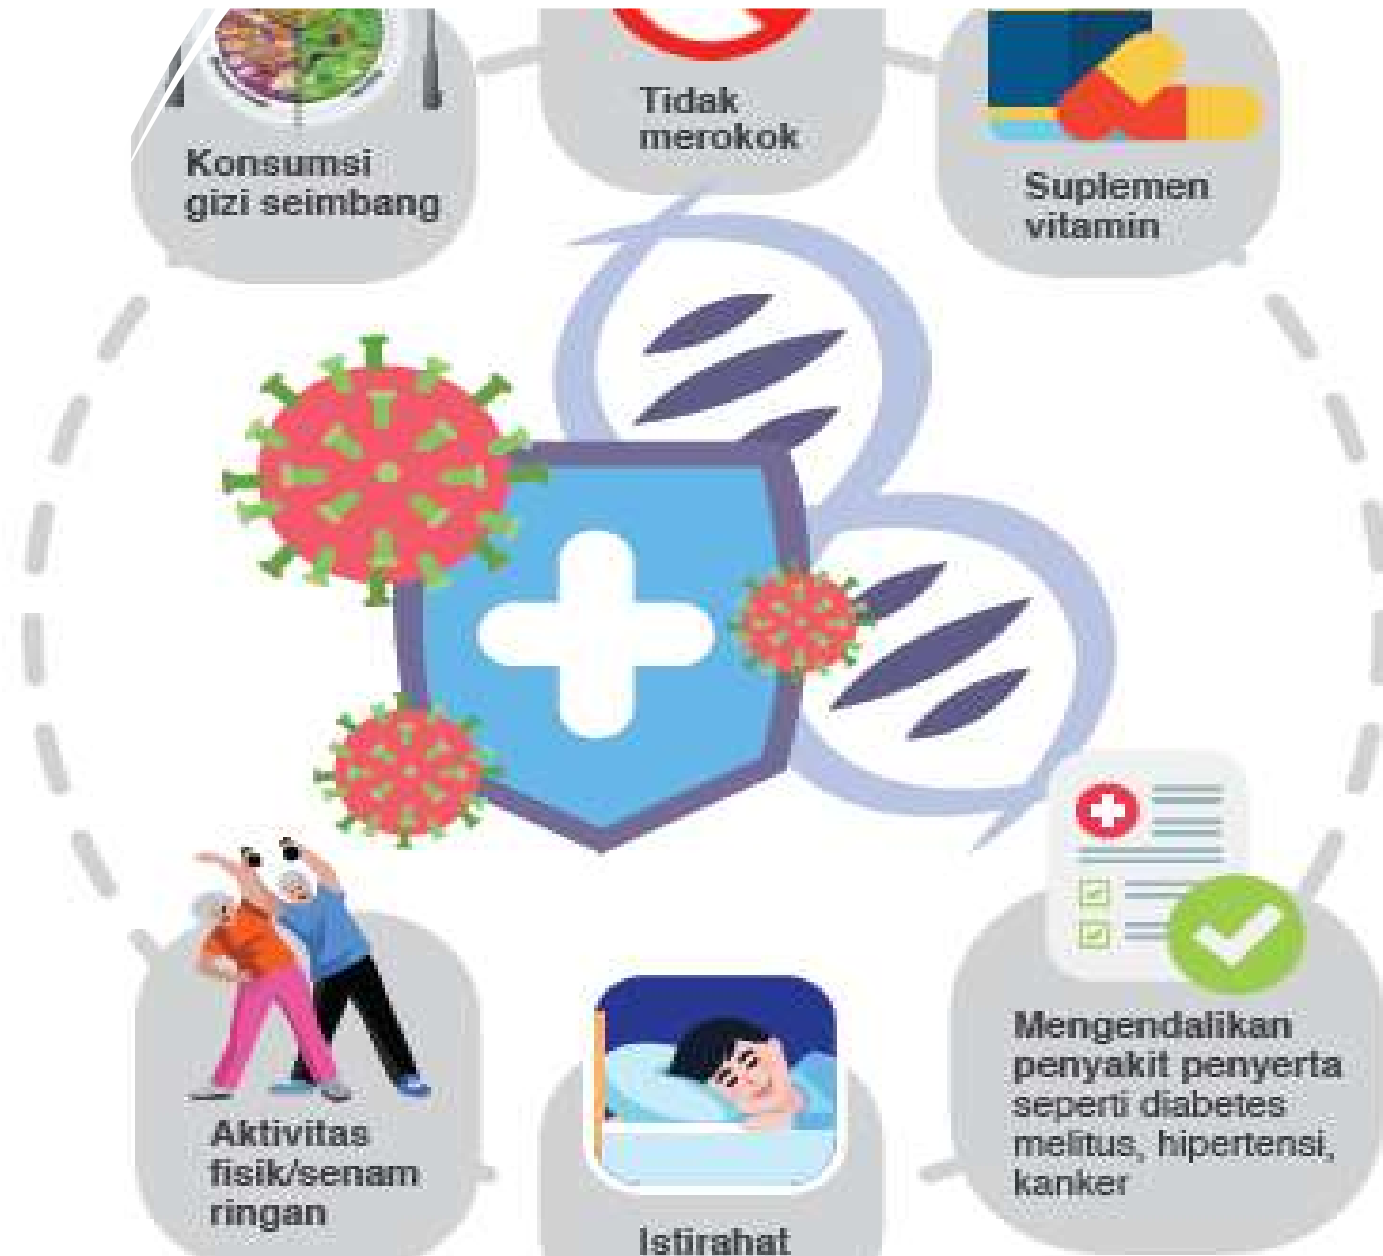 Konsumsi
gizi seimbang
Tidak
merokok
Suplemen
vitamin
Aktivitas
fisik/senam
ringan
Istirahat
Mengendalikan
penyakit penyerta
seperti diabetes
melitus, hipertensi,
kanker